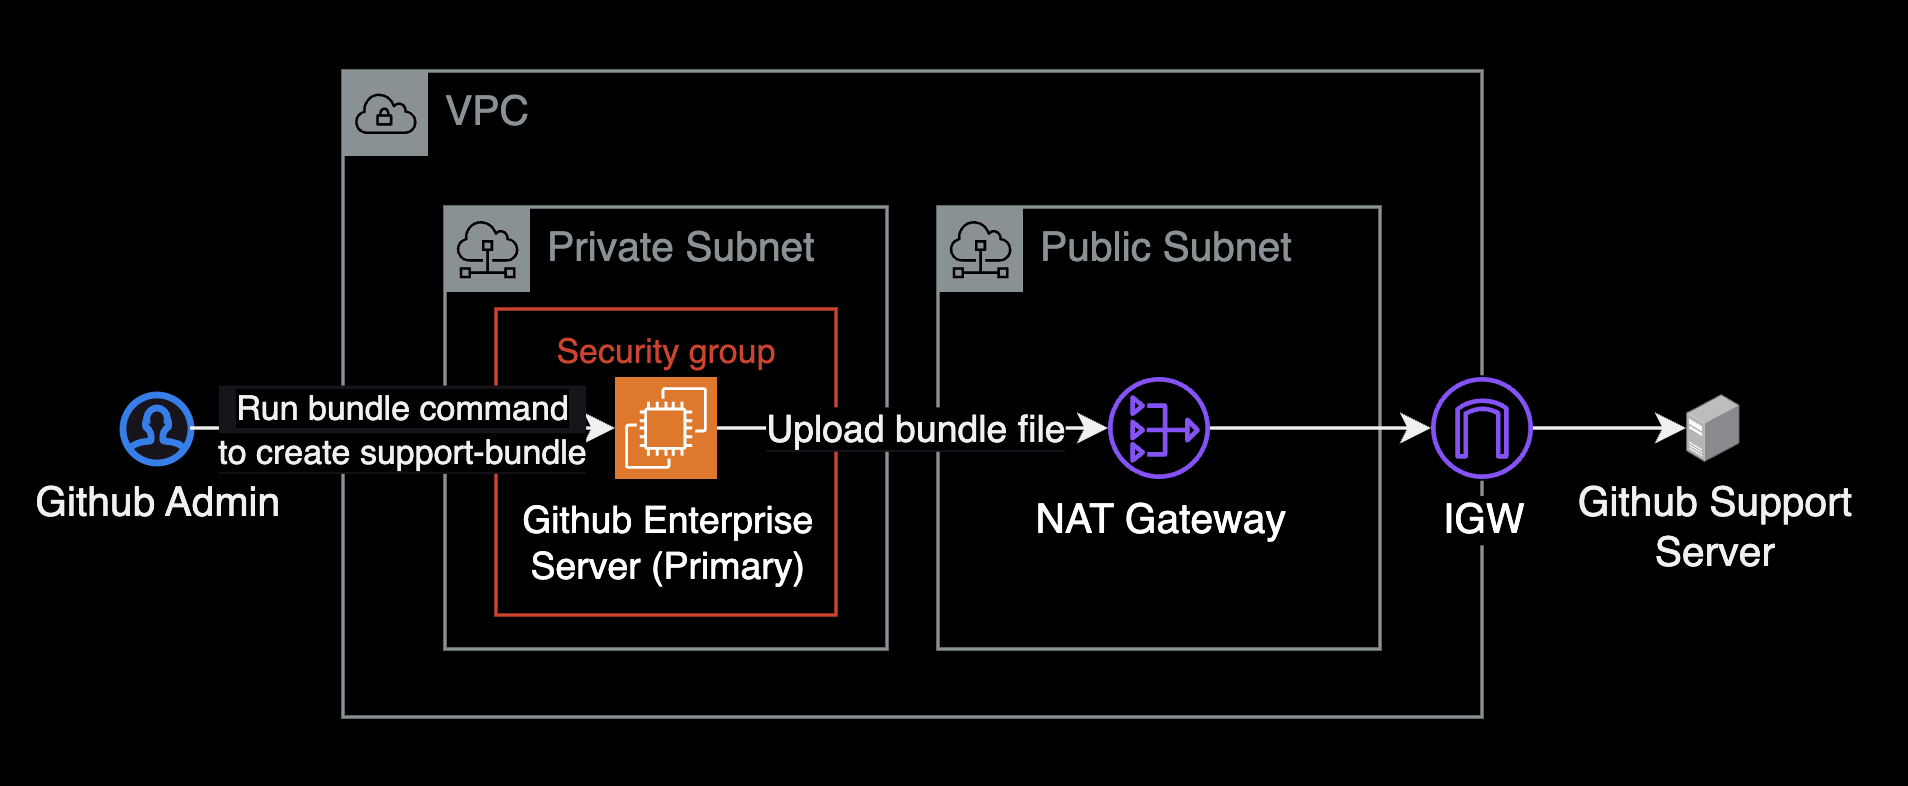 VPC
Private Subnet
Public Subnet
Security group
Run bundle command
to create support-bundle
Upload bundle file
Github Admin
Github Enterprise
Server (Primary)
NAT Gateway
IGW
Github Support
Server